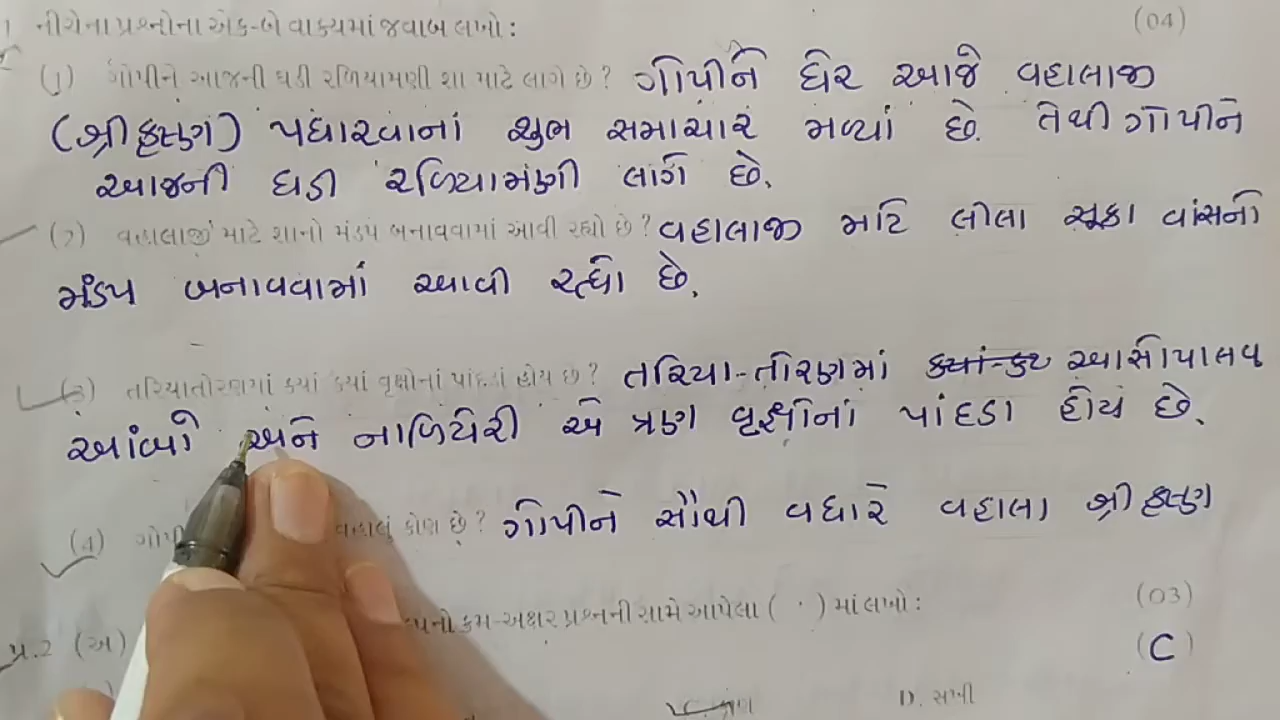 નીચેના પ્રશ્નોના એક-બે વાક્યમાં જવાબ લખો : (04)
(1) ગોપીને આજની ઘડી રળિયામણી શા માટે લાગે છે ? ગોપીને ઘેર આજે વહાલાજી
(શ્રીકૃષ્ણ) પધારવાનાં શુભ સમાચાર મળ્યાં છે. તેથી ગોપીને
આજની ઘડી રળિયામણી લાગે છે.
(2) વહાલાજી માટે શાનો મંડપ બનાવવામાં આવી રહ્યો છે ? વહાલાજી માટે લીલા સૂકા વાંસનો
મંડપ બનાવવામાં આવી રહ્યો છે.
(3) તરિયાતોરણમાં ક્યાં ક્યાં વૃક્ષોનાં પાંદડાં હોય છે ? તરિયા-તોરણમાં આસોપાલવ
આંબો અને નાળિયેરી એ ત્રણ વૃક્ષોનાં પાંદડા હોય છે.
(4) ગોપી વહાલું કોણ છે ? ગોપીને સૌથી વધારે વહાલા શ્રીકૃષ્ણ
પ્ર.2 (અ) ક્રમ-અક્ષર પ્રશ્નની સામે આપેલા ( · ) માં લખો : (03)
(C)
D. સખી